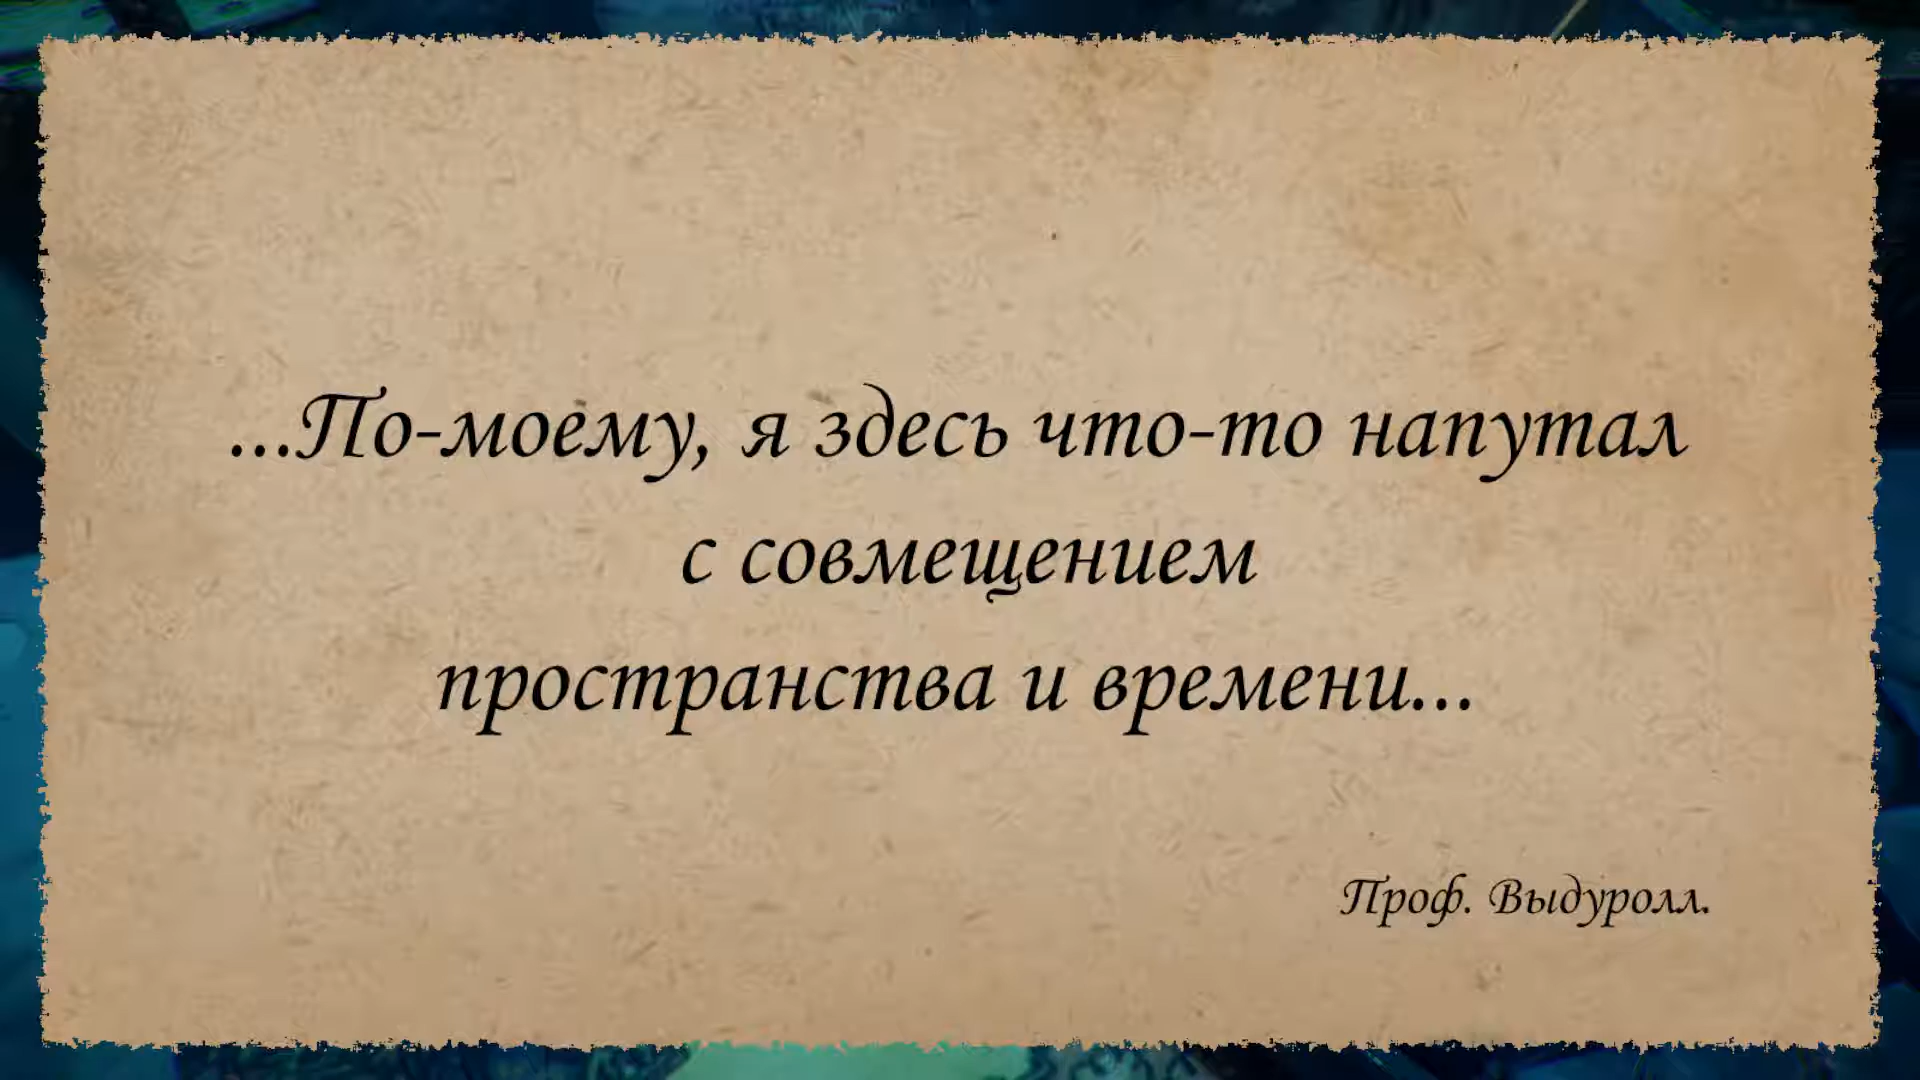 ...По-моему, я здесь что-то напутал
с совмещением
пространства и времени...
Проф. Выдуролл.